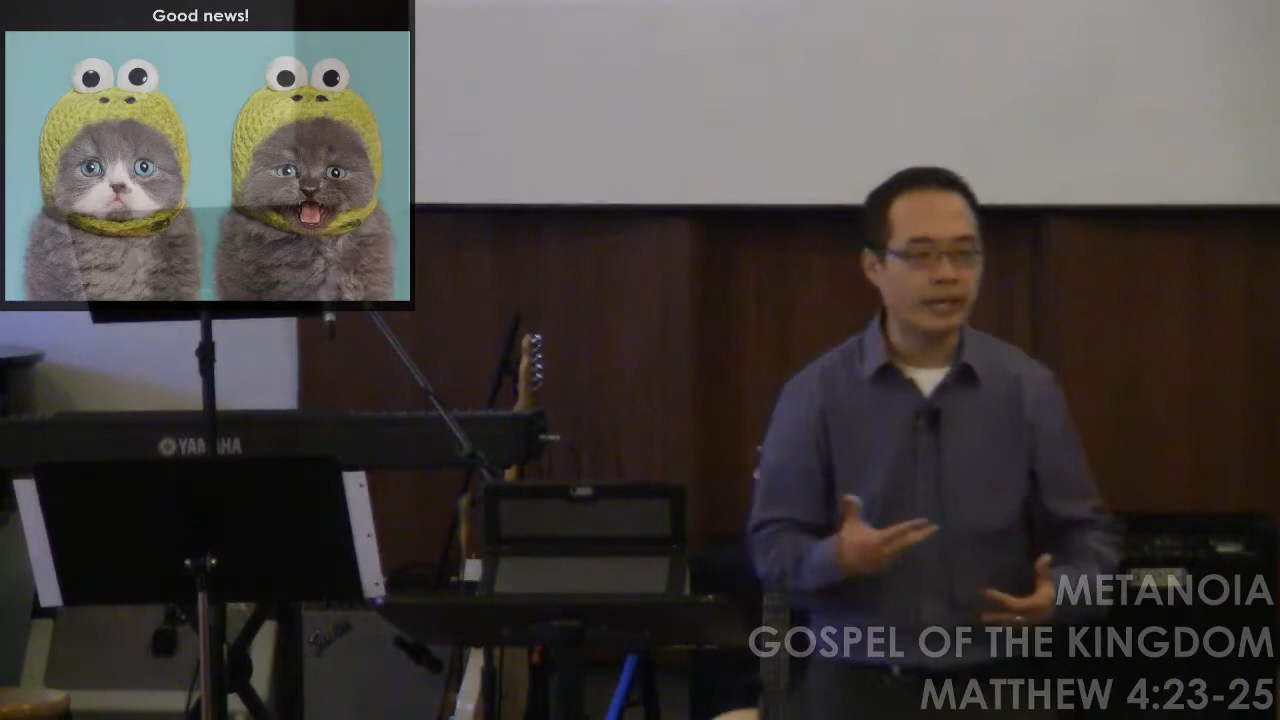 Good news!
YAMAHA
METANOIA
GOSPEL OF THE KINGDOM
MATTHEW 4:23-25